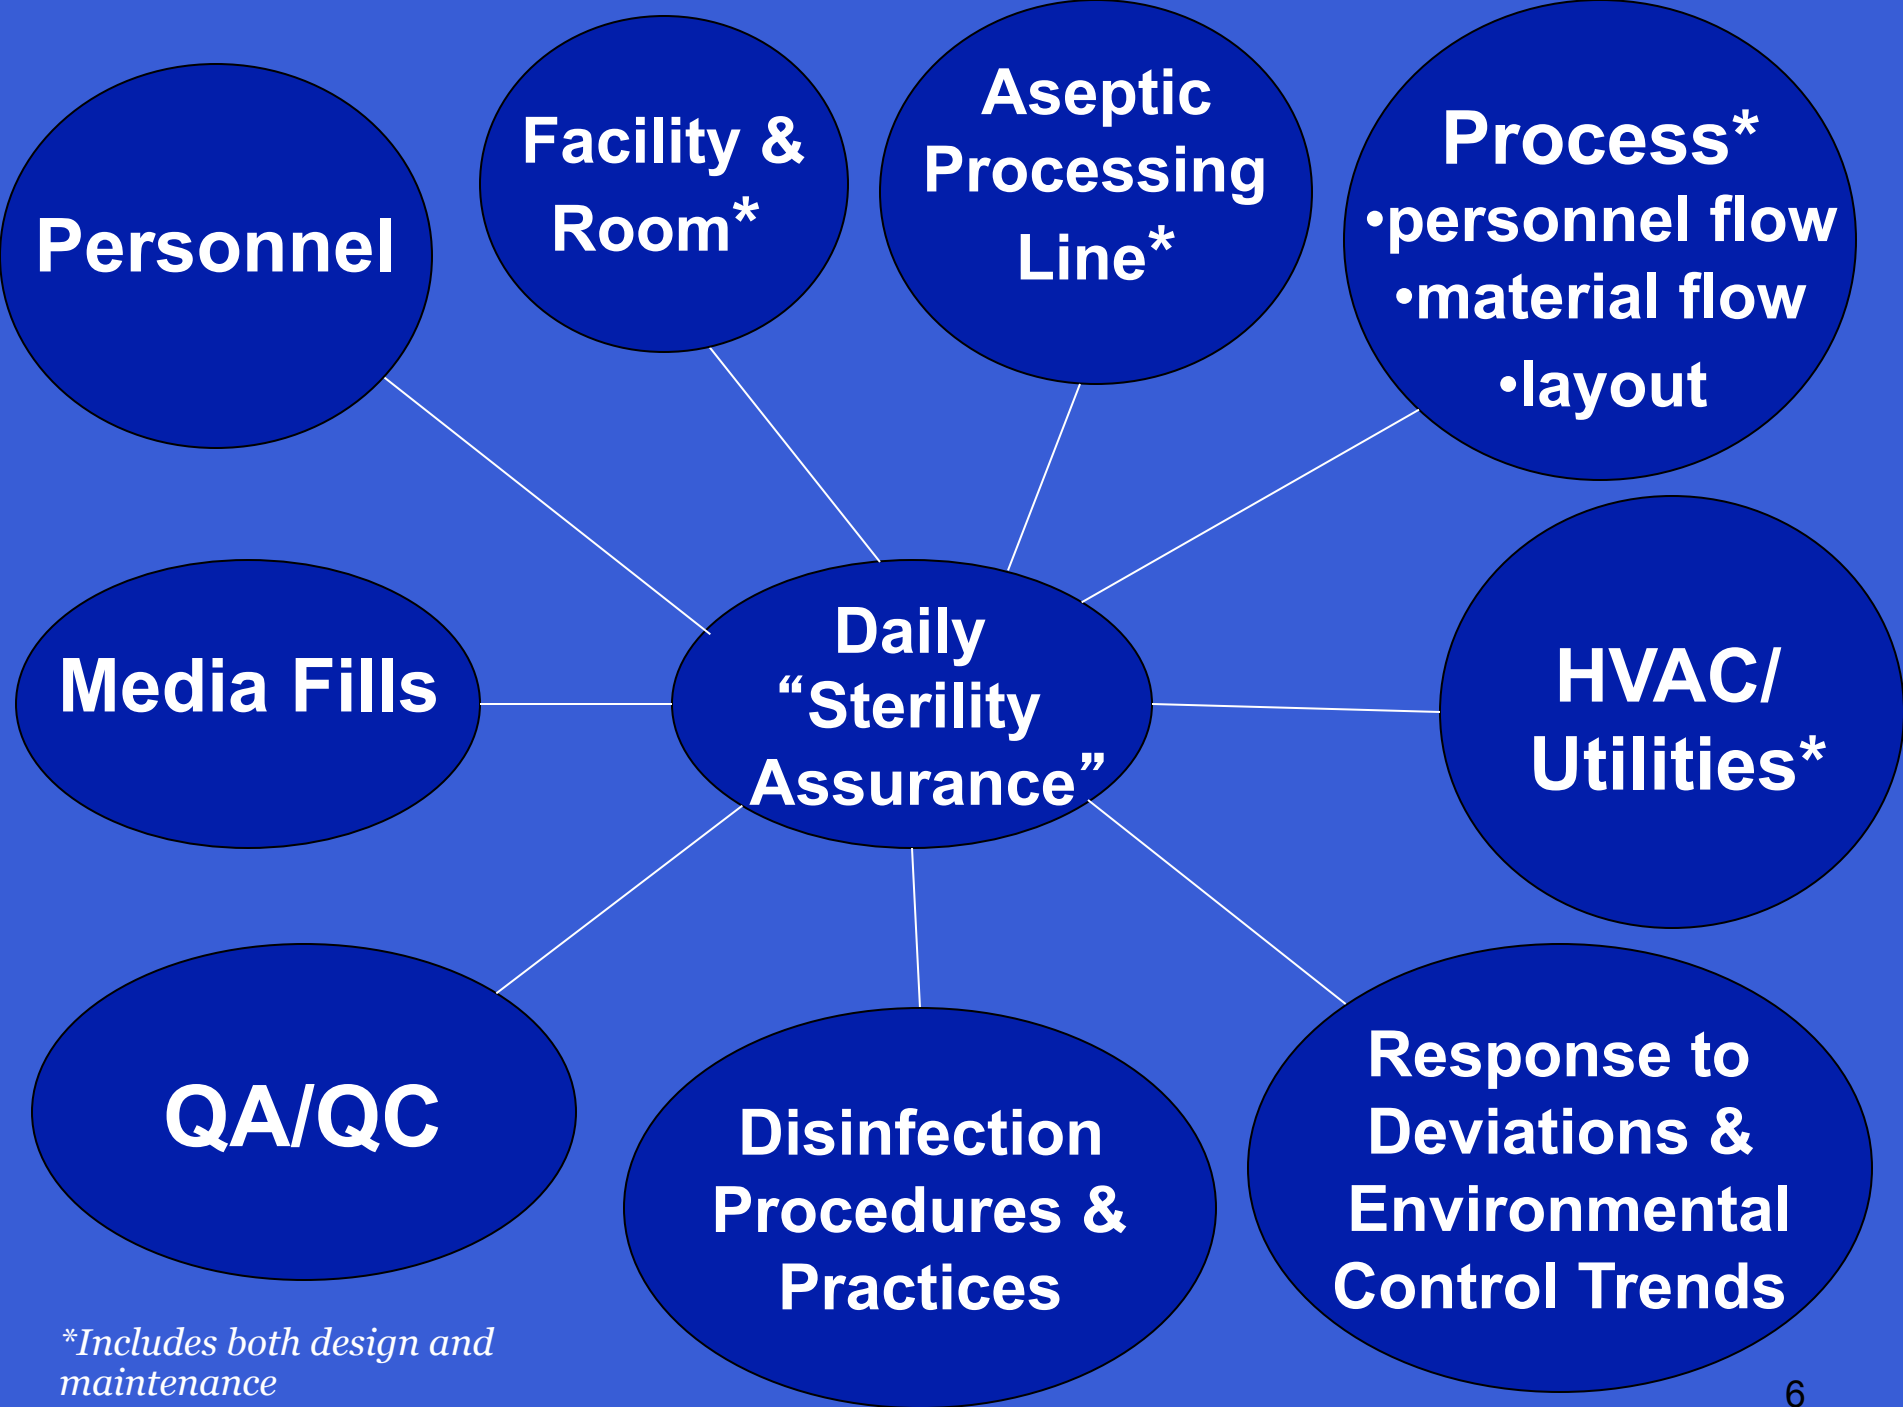 Personnel
Facility &
Room*
Aseptic
Processing
Line*
Process*
•personnel flow
•material flow
•layout
Media Fills
Daily
“Sterility
Assurance”
HVAC/
Utilities*
QA/QC
Disinfection
Procedures &
Practices
Response to
Deviations &
Environmental
Control Trends
*Includes both design and
maintenance
6